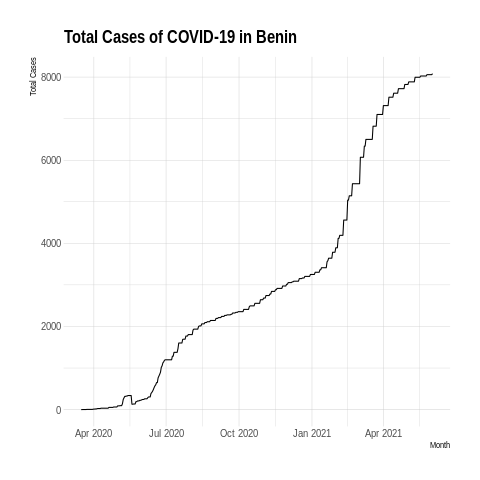 Total Cases of COVID-19 in Benin
Total Cases
8000
6000
4000
2000
0
Apr 2020
Jul 2020
Oct 2020
Jan 2021
Apr 2021
Month